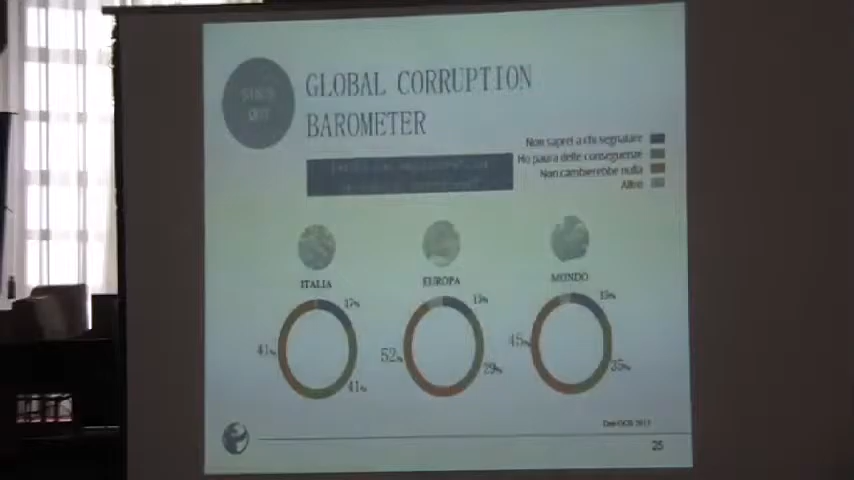 GLOBAL CORRUPTION
BAROMETER
Non saprei a chi segnalare
Ho paura delle conseguenze
Non cambierebbe nulla
Altro
ITALIA
EUROPA
MONDO
17%
41%
41%
52%
29%
45%
35%
25